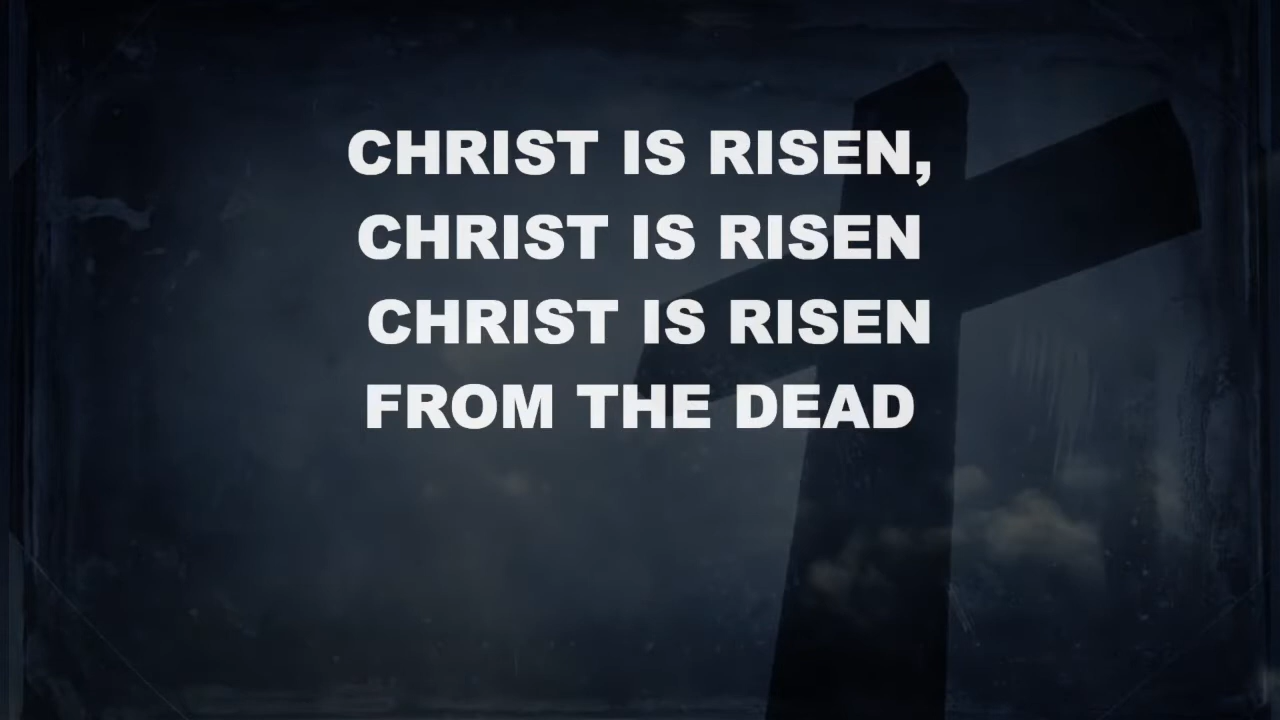 CHRIST IS RISEN,
CHRIST IS RISEN
CHRIST IS RISEN
FROM THE DEAD